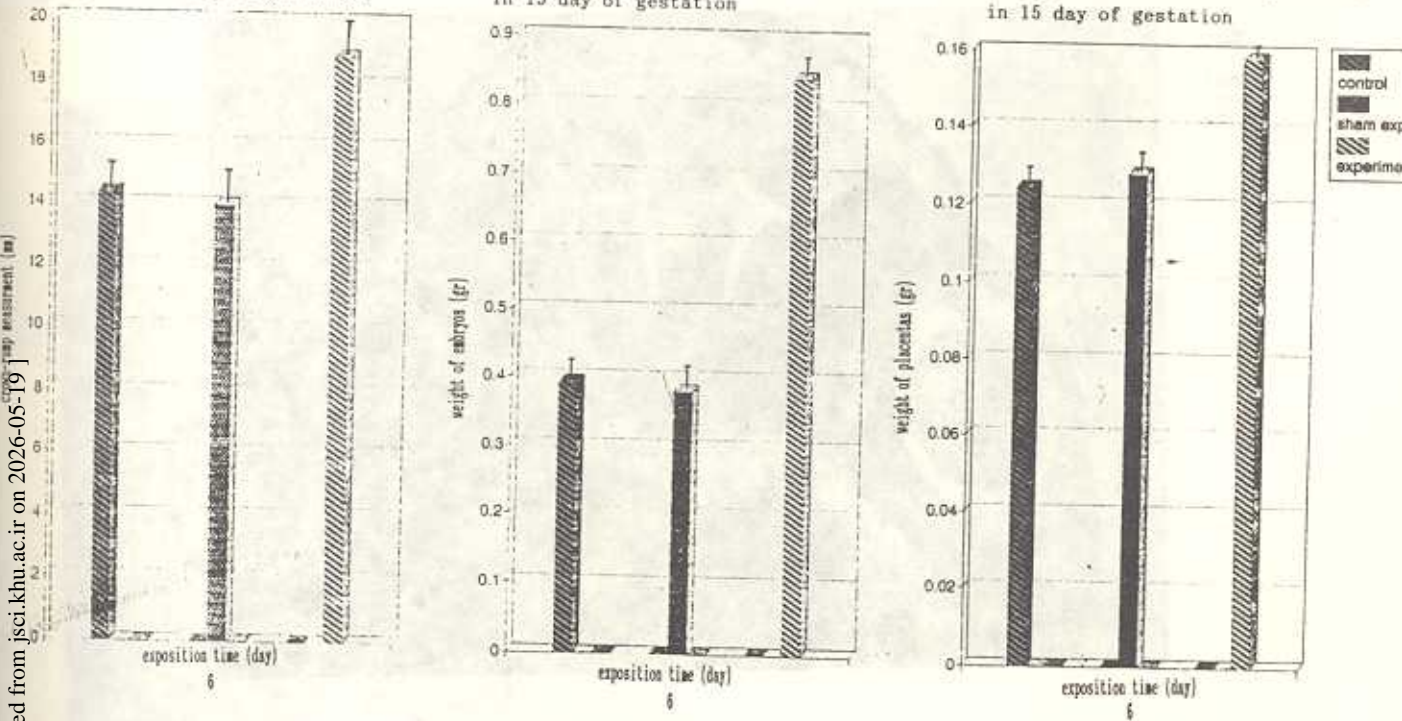 in 15 day of gestation
in 15 day of gestation
20
18
16
14
12
10
8
6
4
2
0
measurment (mm)
exposition time (day)
6
0.9
0.8
0.7
0.6
0.5
0.4
0.3
0.2
0.1
0
weight of embryos (gr)
exposition time (day)
6
0.16
0.14
0.12
0.1
0.08
0.06
0.04
0.02
0
weight of placentas (gr)
exposition time (day)
6
control
sham exp
experime
ed from jsci.khu.ac.ir on 2026-05-19 ]